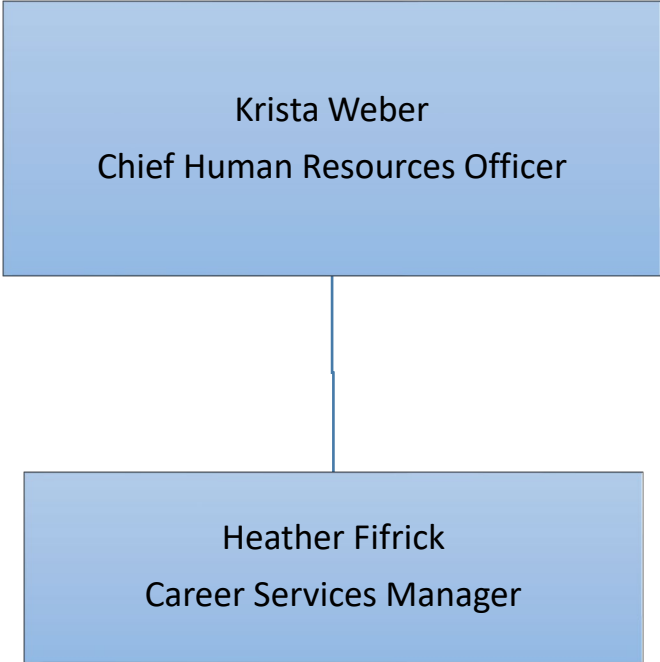 Krista Weber
Chief Human Resources Officer
Heather Fifrick
Career Services Manager